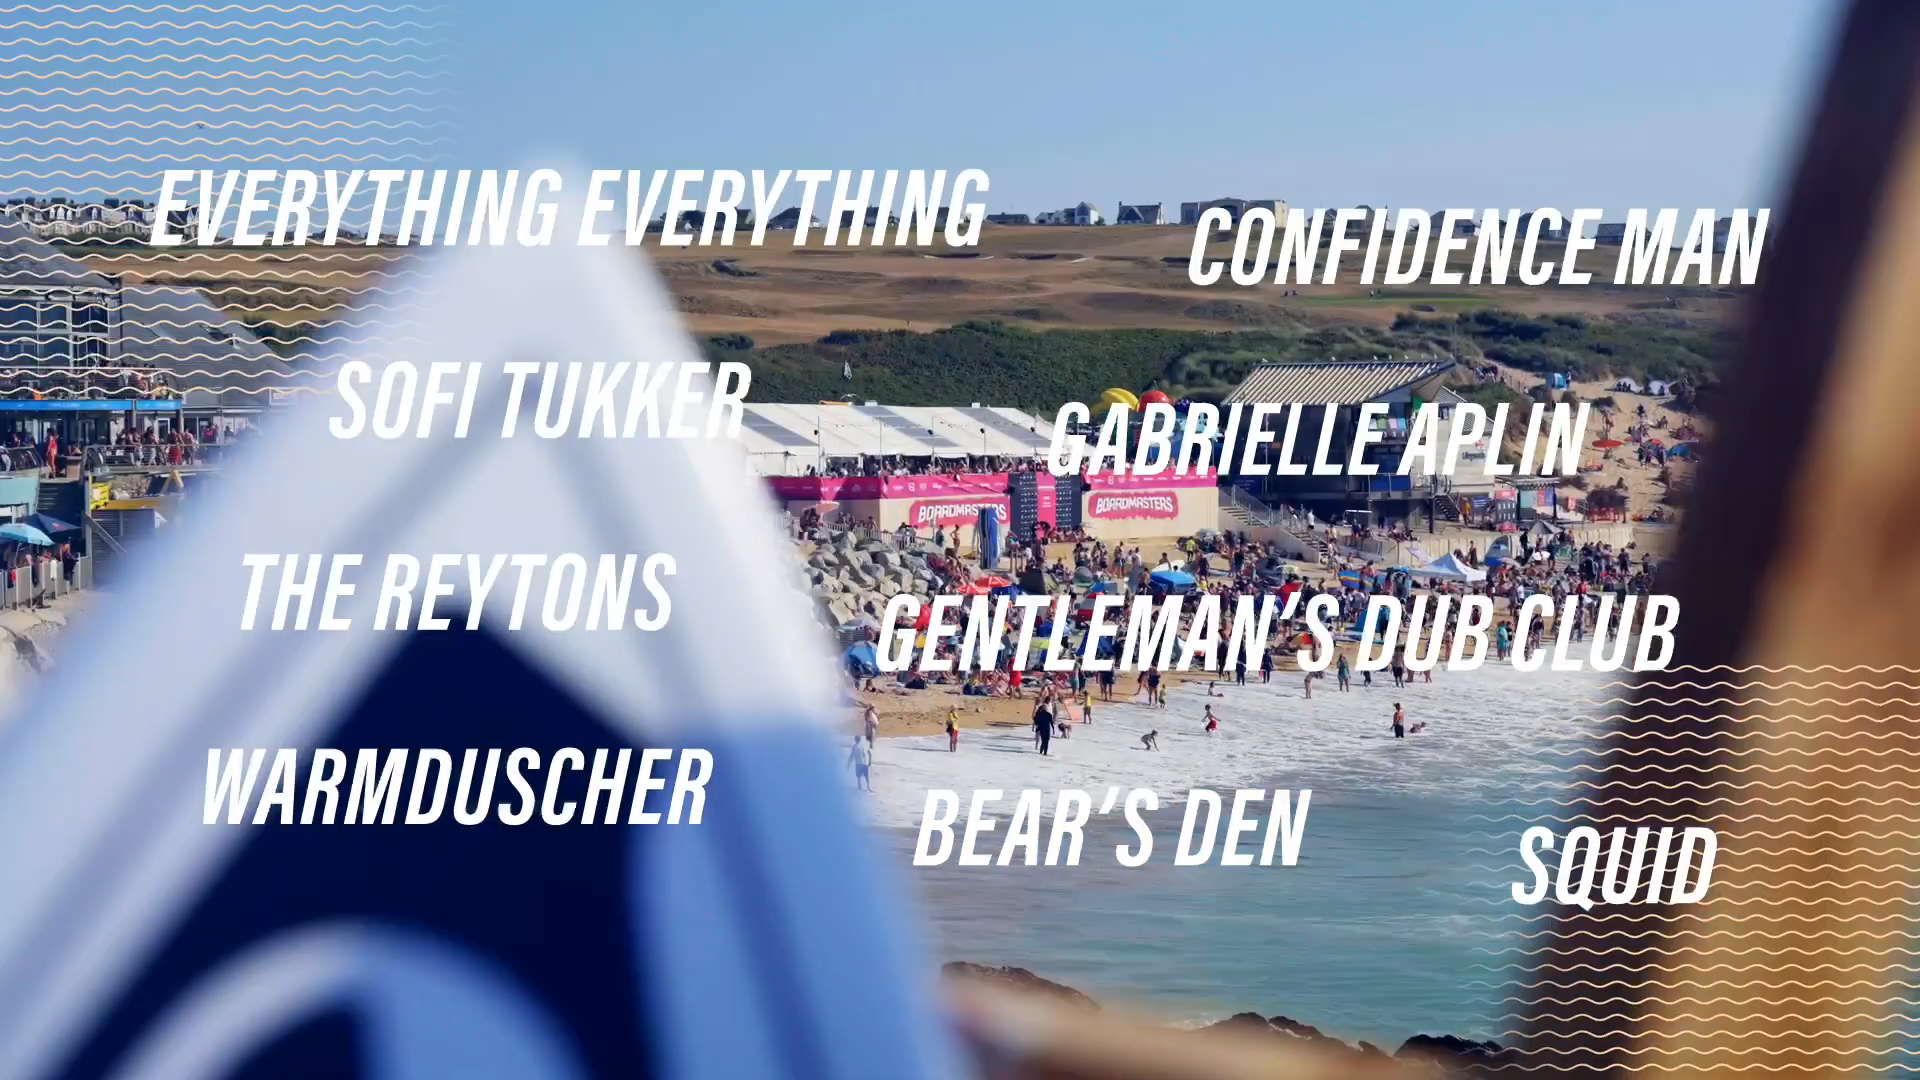 EVERYTHING EVERYTHING
CONFIDENCE MAN
SOFI TUKKER
GABRIELLE APLIN
BOARDMASTERS
BOARDMASTERS
THE REYTONS
GENTLEMAN'S DUB CLUB
WARMDUSCHER
BEAR'S DEN
SQUID